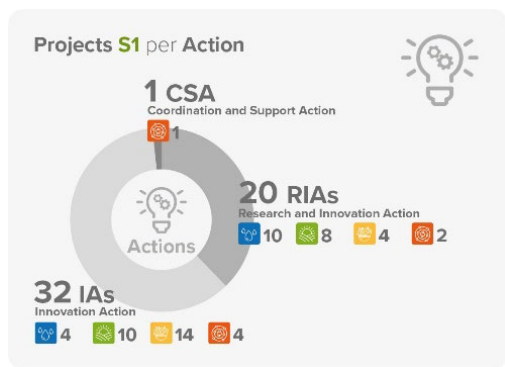 Projects S1 per Action
1 CSA
Coordination and Support Action
1
20 RIAs
Research and Innovation Action
10 8 4 2
Actions
32 IAs
Innovation Action
4 10 14 4